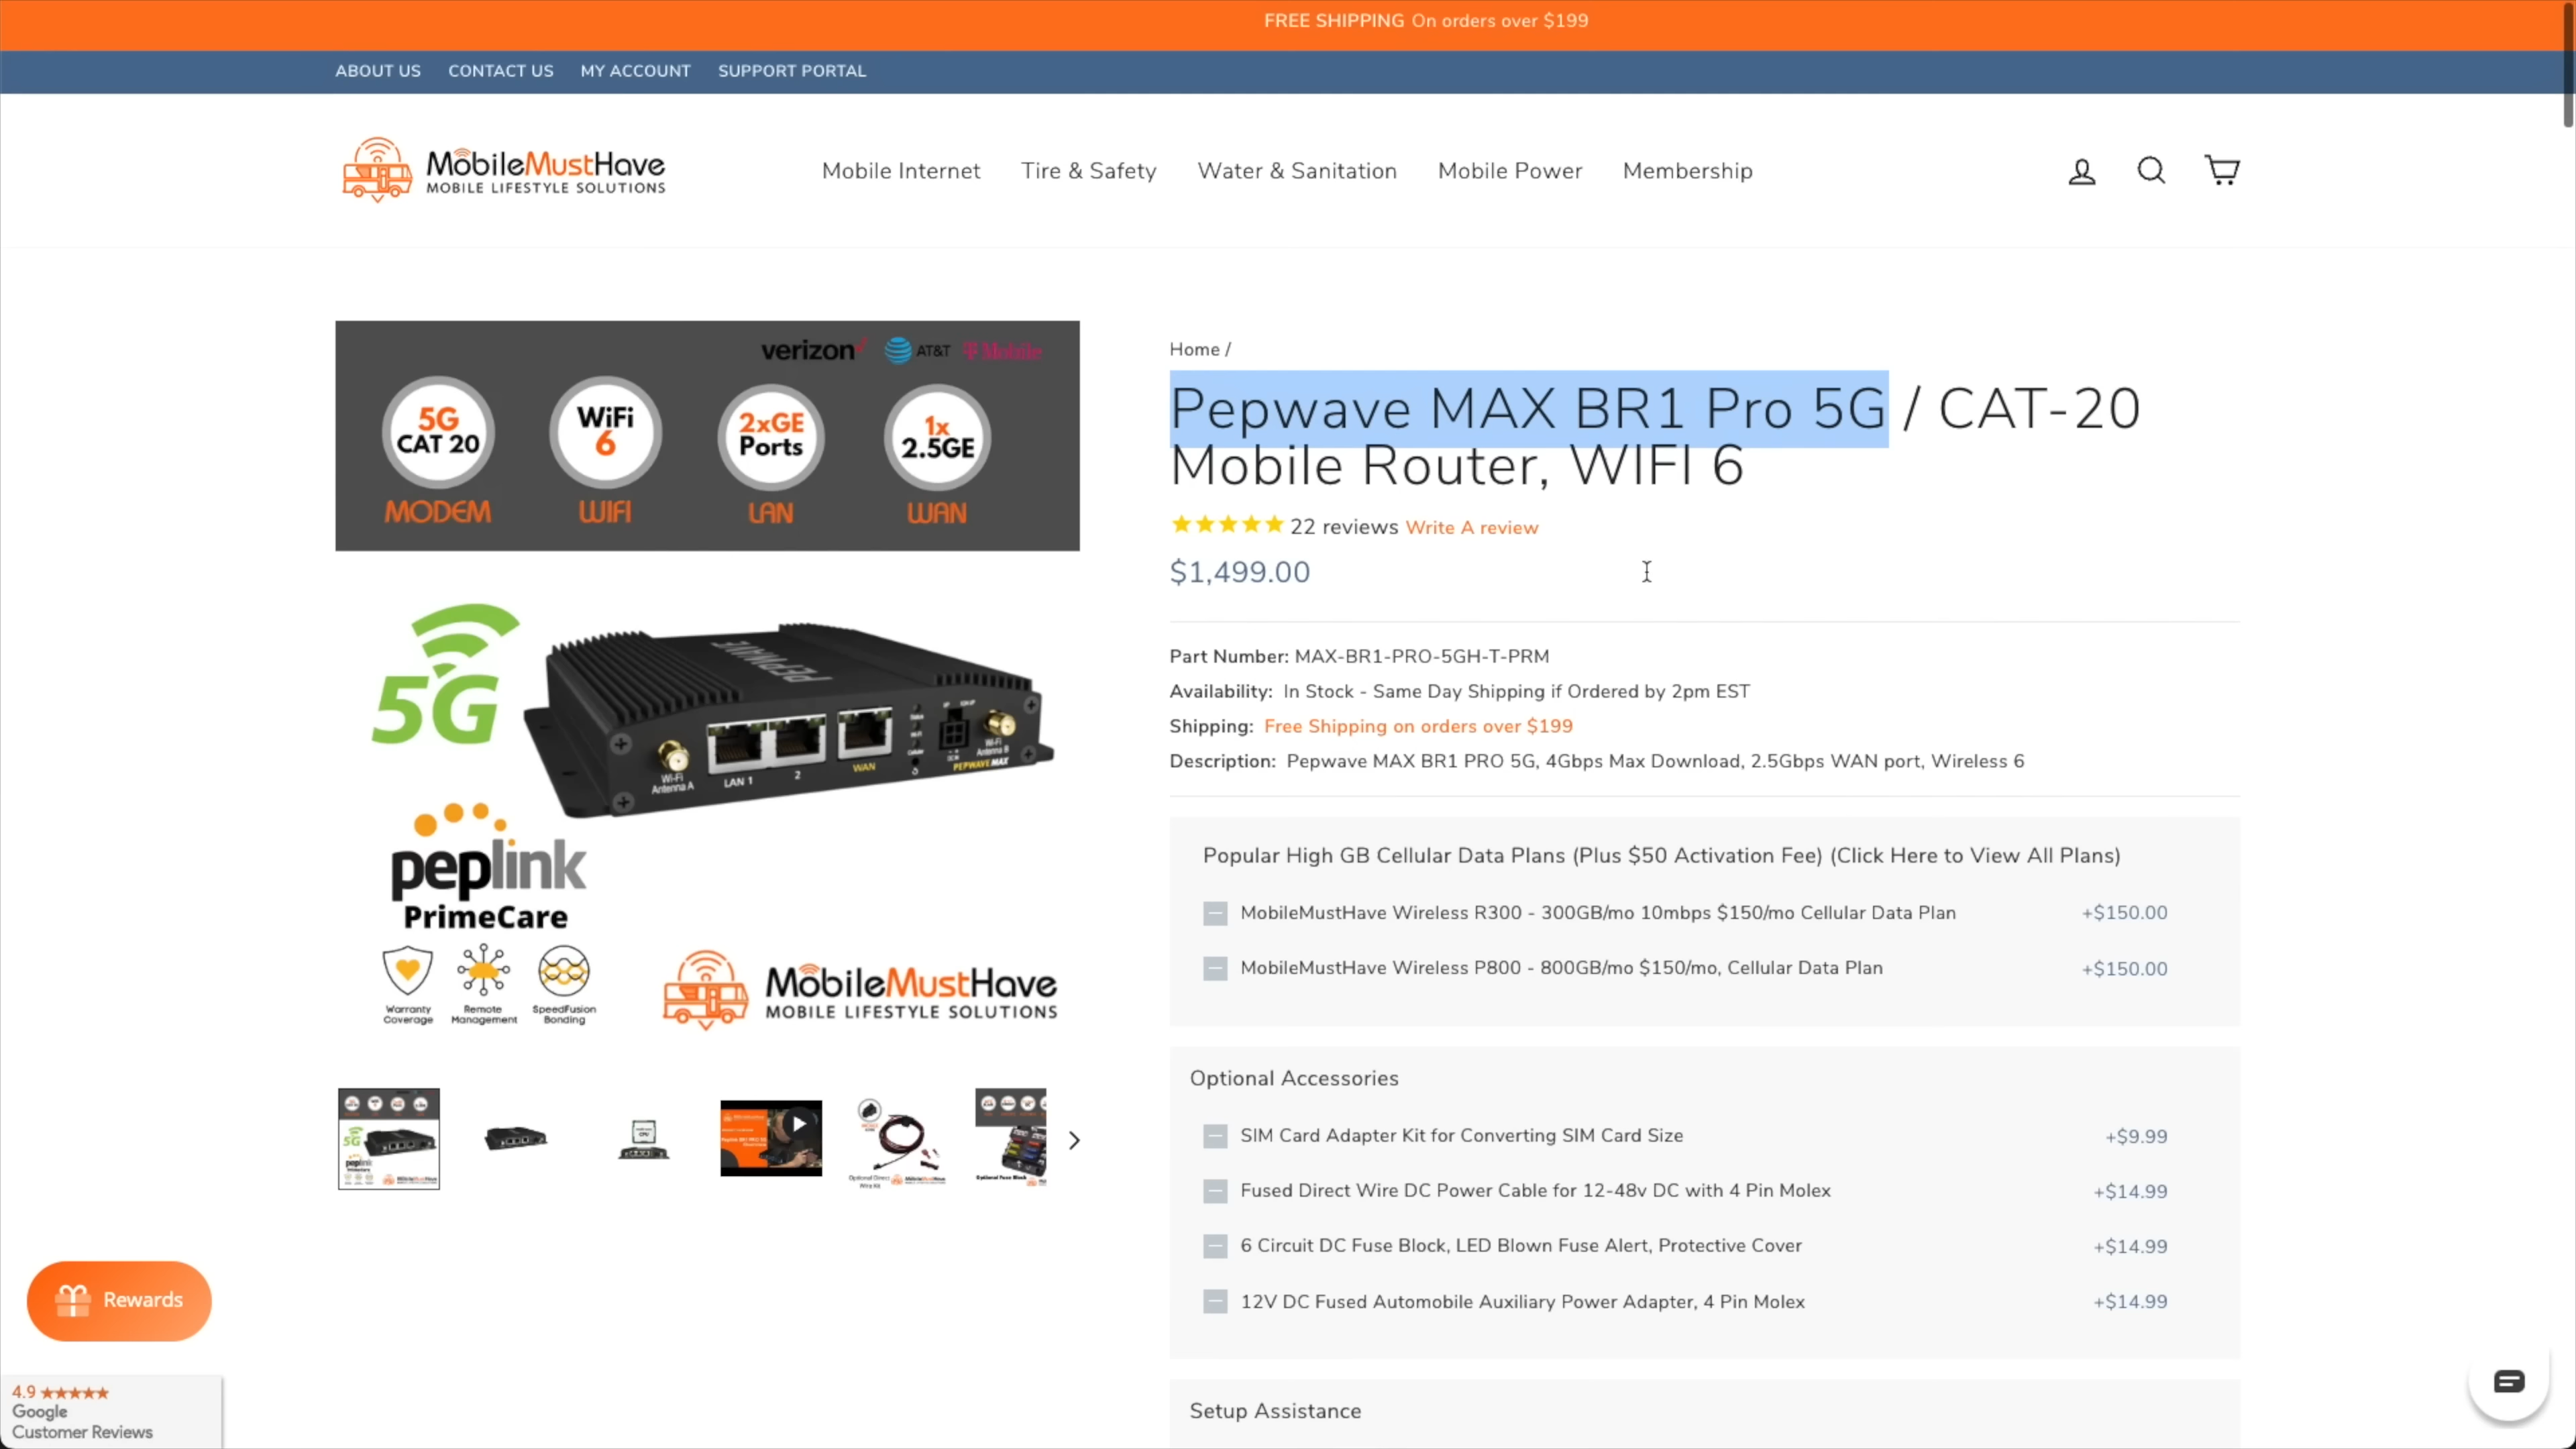 FREE SHIPPING On orders over $199
ABOUT US CONTACT US MY ACCOUNT SUPPORT PORTAL
MobileMustHave
MOBILE LIFESTYLE SOLUTIONS
Mobile Internet Tire & Safety Water & Sanitation Mobile Power Membership
verizon AT&T T Mobile
5G CAT 20
MODEM
WiFi 6
WIFI
2xGE Ports
LAN
1x 2.5GE
WAN
5G
PEPWAVE
Wi-Fi Antenna A
LAN 1
2
WAN
Wi-Fi Antenna B
PEPWAVE MAX
peplink
PrimeCare
Warranty Coverage
Remote Management
SpeedFusion Bonding
MobileMustHave
MOBILE LIFESTYLE SOLUTIONS
Home /
Pepwave MAX BR1 Pro 5G / CAT-20
Mobile Router, WIFI 6
22 reviews Write A review
$1,499.00
Part Number: MAX-BR1-PRO-5GH-T-PRM
Availability: In Stock - Same Day Shipping if Ordered by 2pm EST
Shipping: Free Shipping on orders over $199
Description: Pepwave MAX BR1 PRO 5G, 4Gbps Max Download, 2.5Gbps WAN port, Wireless 6
Popular High GB Cellular Data Plans (Plus $50 Activation Fee) (Click Here to View All Plans)
MobileMustHave Wireless R300 - 300GB/mo 10mbps $150/mo Cellular Data Plan +$150.00
MobileMustHave Wireless P800 - 800GB/mo $150/mo, Cellular Data Plan +$150.00
Optional Accessories
SIM Card Adapter Kit for Converting SIM Card Size +$9.99
Fused Direct Wire DC Power Cable for 12-48v DC with 4 Pin Molex +$14.99
6 Circuit DC Fuse Block, LED Blown Fuse Alert, Protective Cover +$14.99
12V DC Fused Automobile Auxiliary Power Adapter, 4 Pin Molex +$14.99
Setup Assistance
Rewards
4.9
Google
Customer Reviews